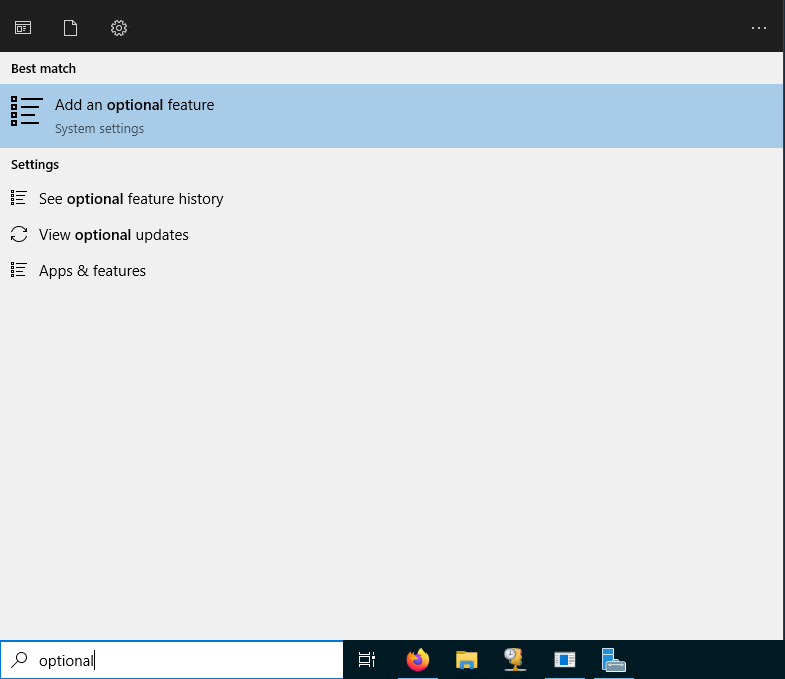 Best match
Add an optional feature
System settings
Settings
See optional feature history
View optional updates
Apps & features
optional